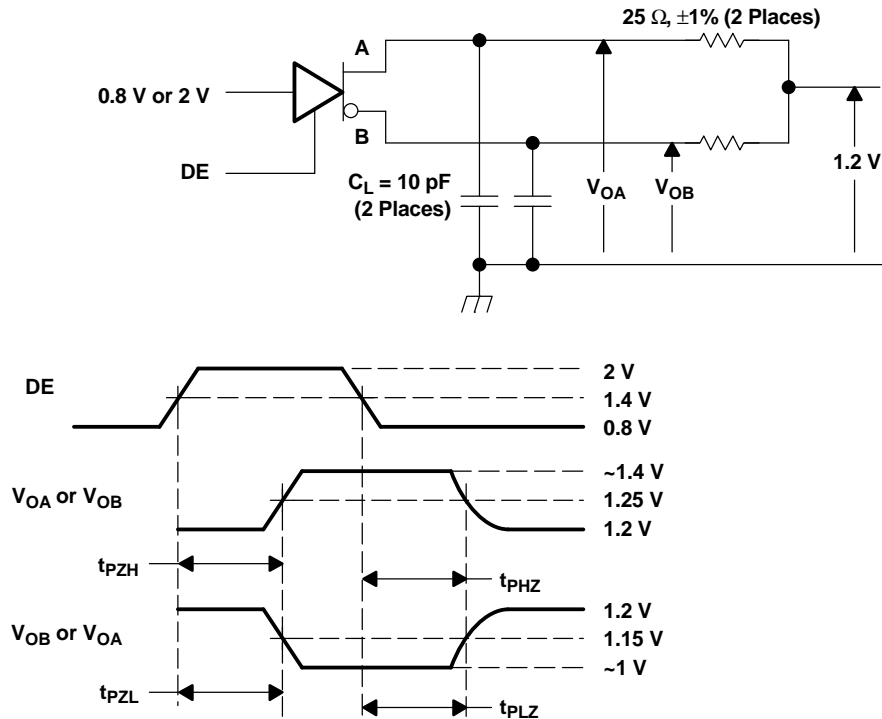 25 Ω, ±1% (2 Places)
A
0.8 V or 2 V
B
DE
C_L = 10 pF
(2 Places)
V_OA
V_OB
1.2 V
DE
2 V
1.4 V
0.8 V
V_OA or V_OB
~1.4 V
1.25 V
1.2 V
t_PZH
t_PHZ
V_OB or V_OA
1.2 V
1.15 V
~1 V
t_PZL
t_PLZ